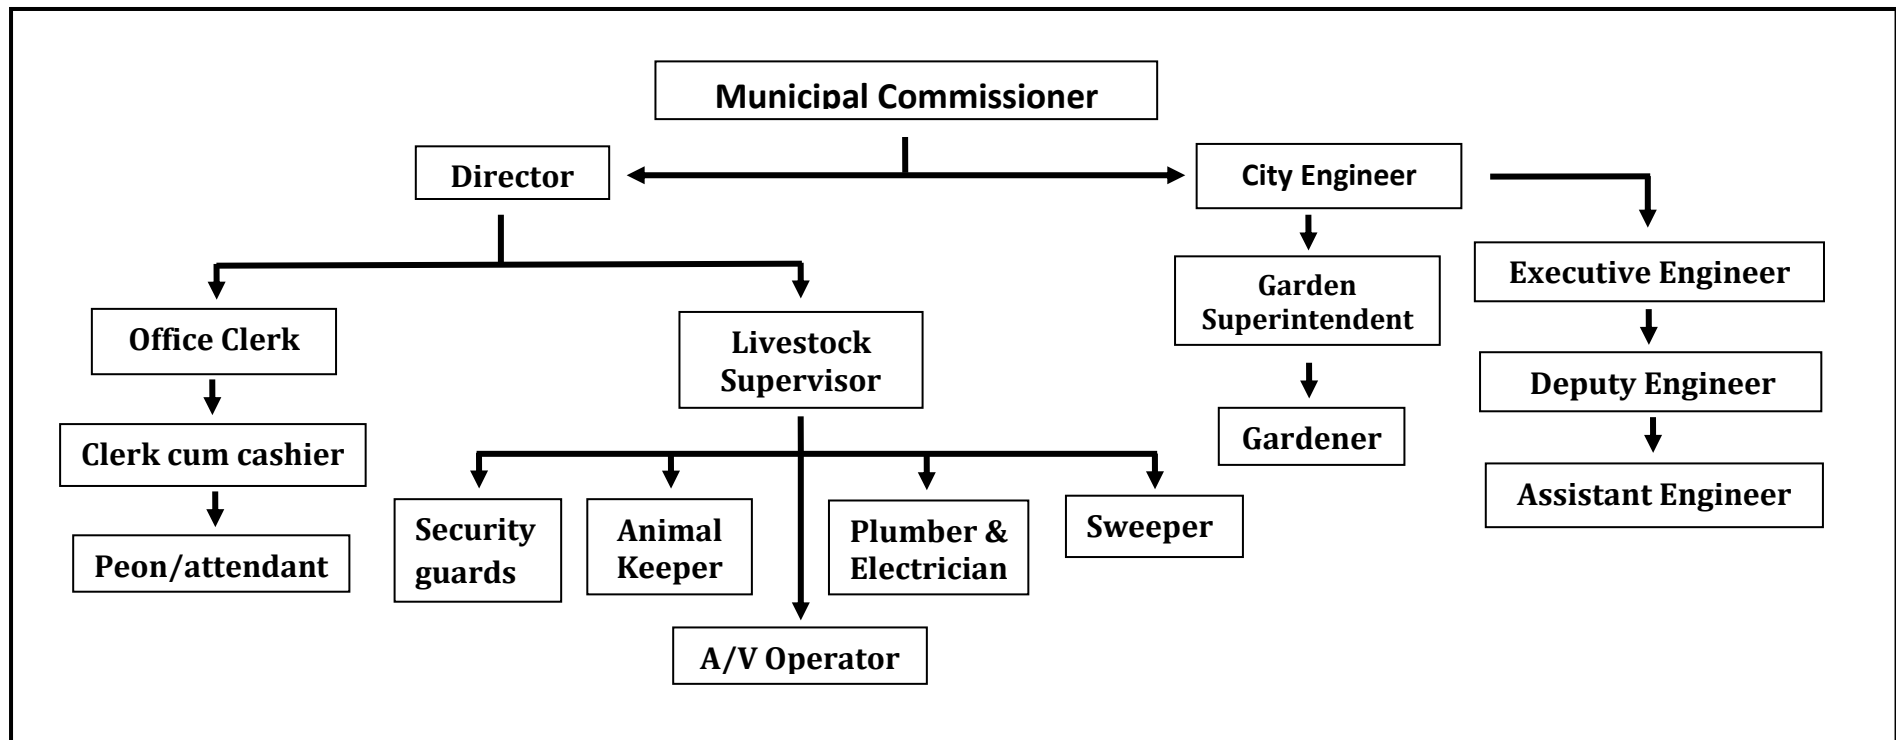 Municipal Commissioner
Director
City Engineer
Executive Engineer
Garden
Superintendent
Office Clerk
Livestock
Supervisor
Deputy Engineer
Gardener
Clerk cum cashier
Assistant Engineer
Security
guards
Animal
Keeper
Plumber &
Electrician
Sweeper
Peon/attendant
A/V Operator